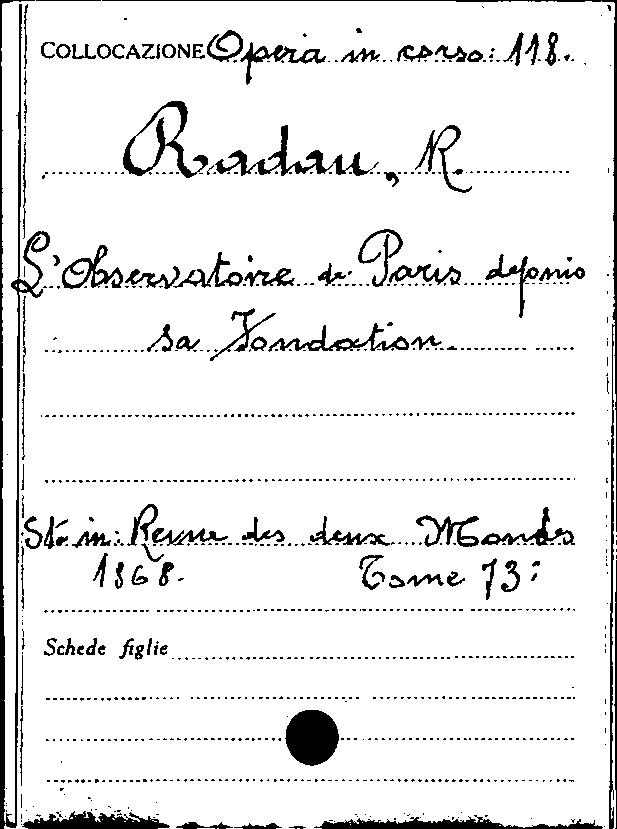 COLLOCAZIONE Opera in corso: 118.
Radau, R.
L'Observatoire de Paris depuis
sa Fondation.
Sta in: Revue des deux Mondes
1868. Tome 73:
Schede figlie